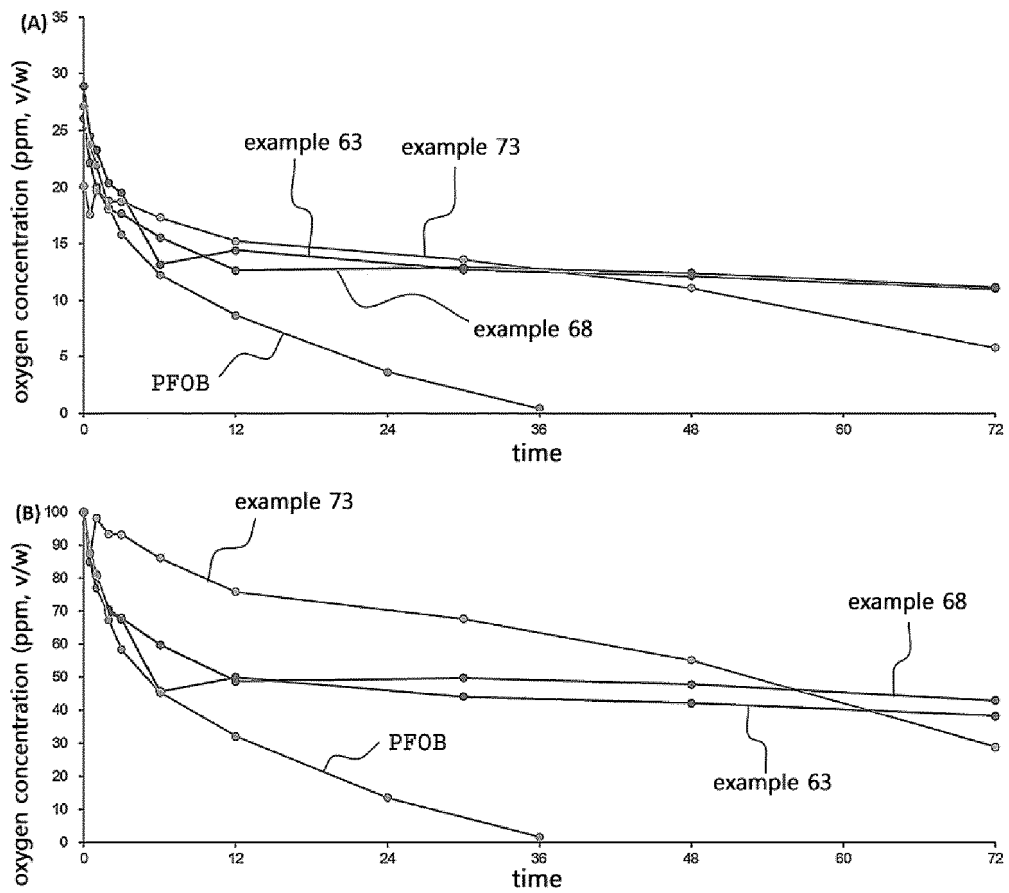 (A)
oxygen concentration (ppm, v/w)
35
30
25
20
15
10
5
0
example 63
example 73
example 68
PFOB
0 12 24 36 48 60 72
time
(B)
oxygen concentration (ppm, v/w)
100
90
80
70
60
50
40
30
20
10
0
example 73
example 68
PFOB
example 63
0 12 24 36 48 60 72
time